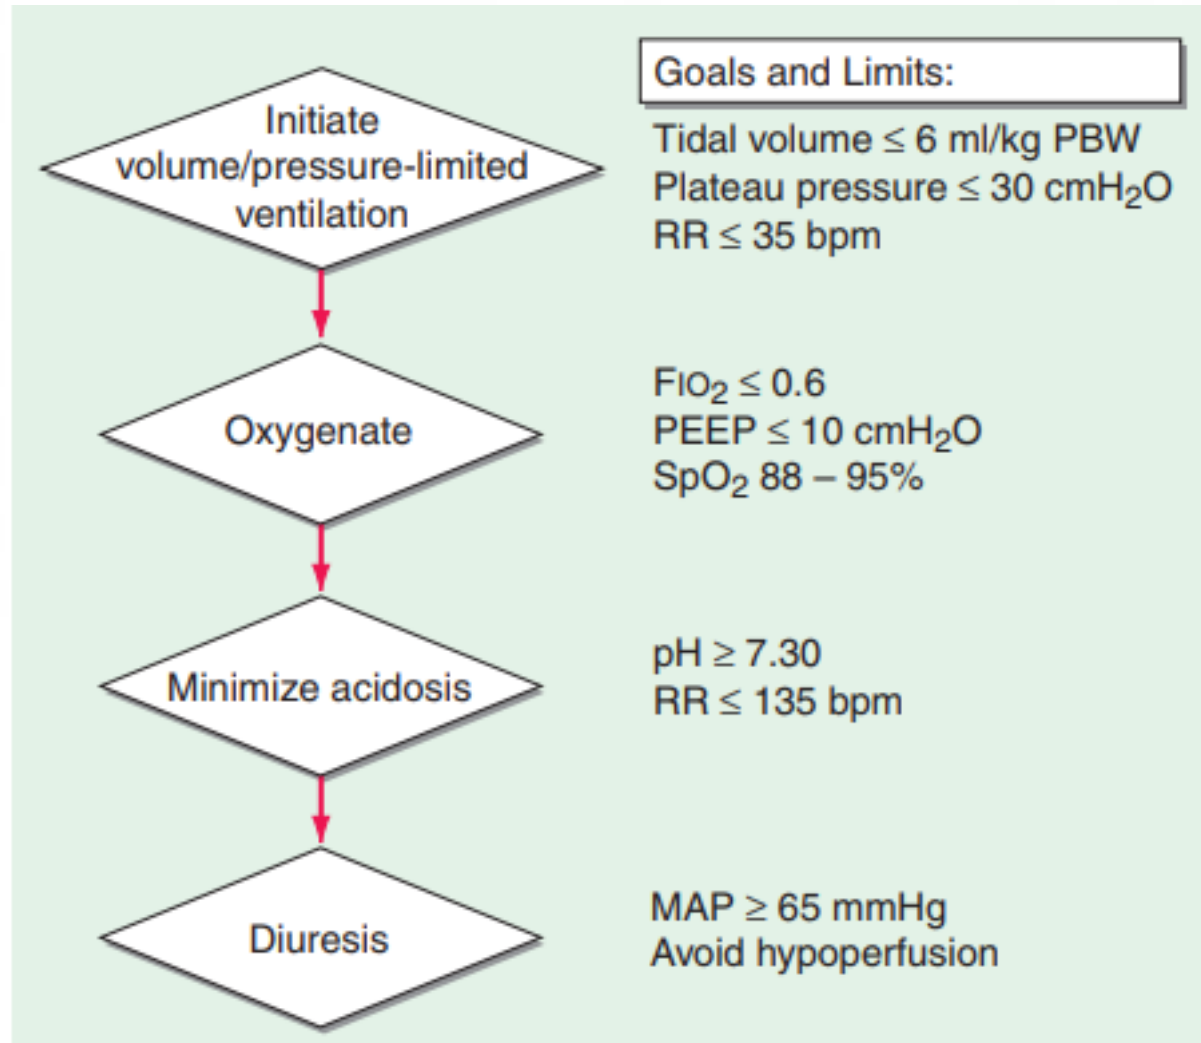 Initiate
volume/pressure-limited
ventilation
Goals and Limits:
Tidal volume ≤ 6 ml/kg PBW
Plateau pressure ≤ 30 cmH₂O
RR ≤ 35 bpm
Oxygenate
FIO₂ ≤ 0.6
PEEP ≤ 10 cmH₂O
SpO₂ 88 – 95%
Minimize acidosis
pH ≥ 7.30
RR ≤ 135 bpm
Diuresis
MAP ≥ 65 mmHg
Avoid hypoperfusion